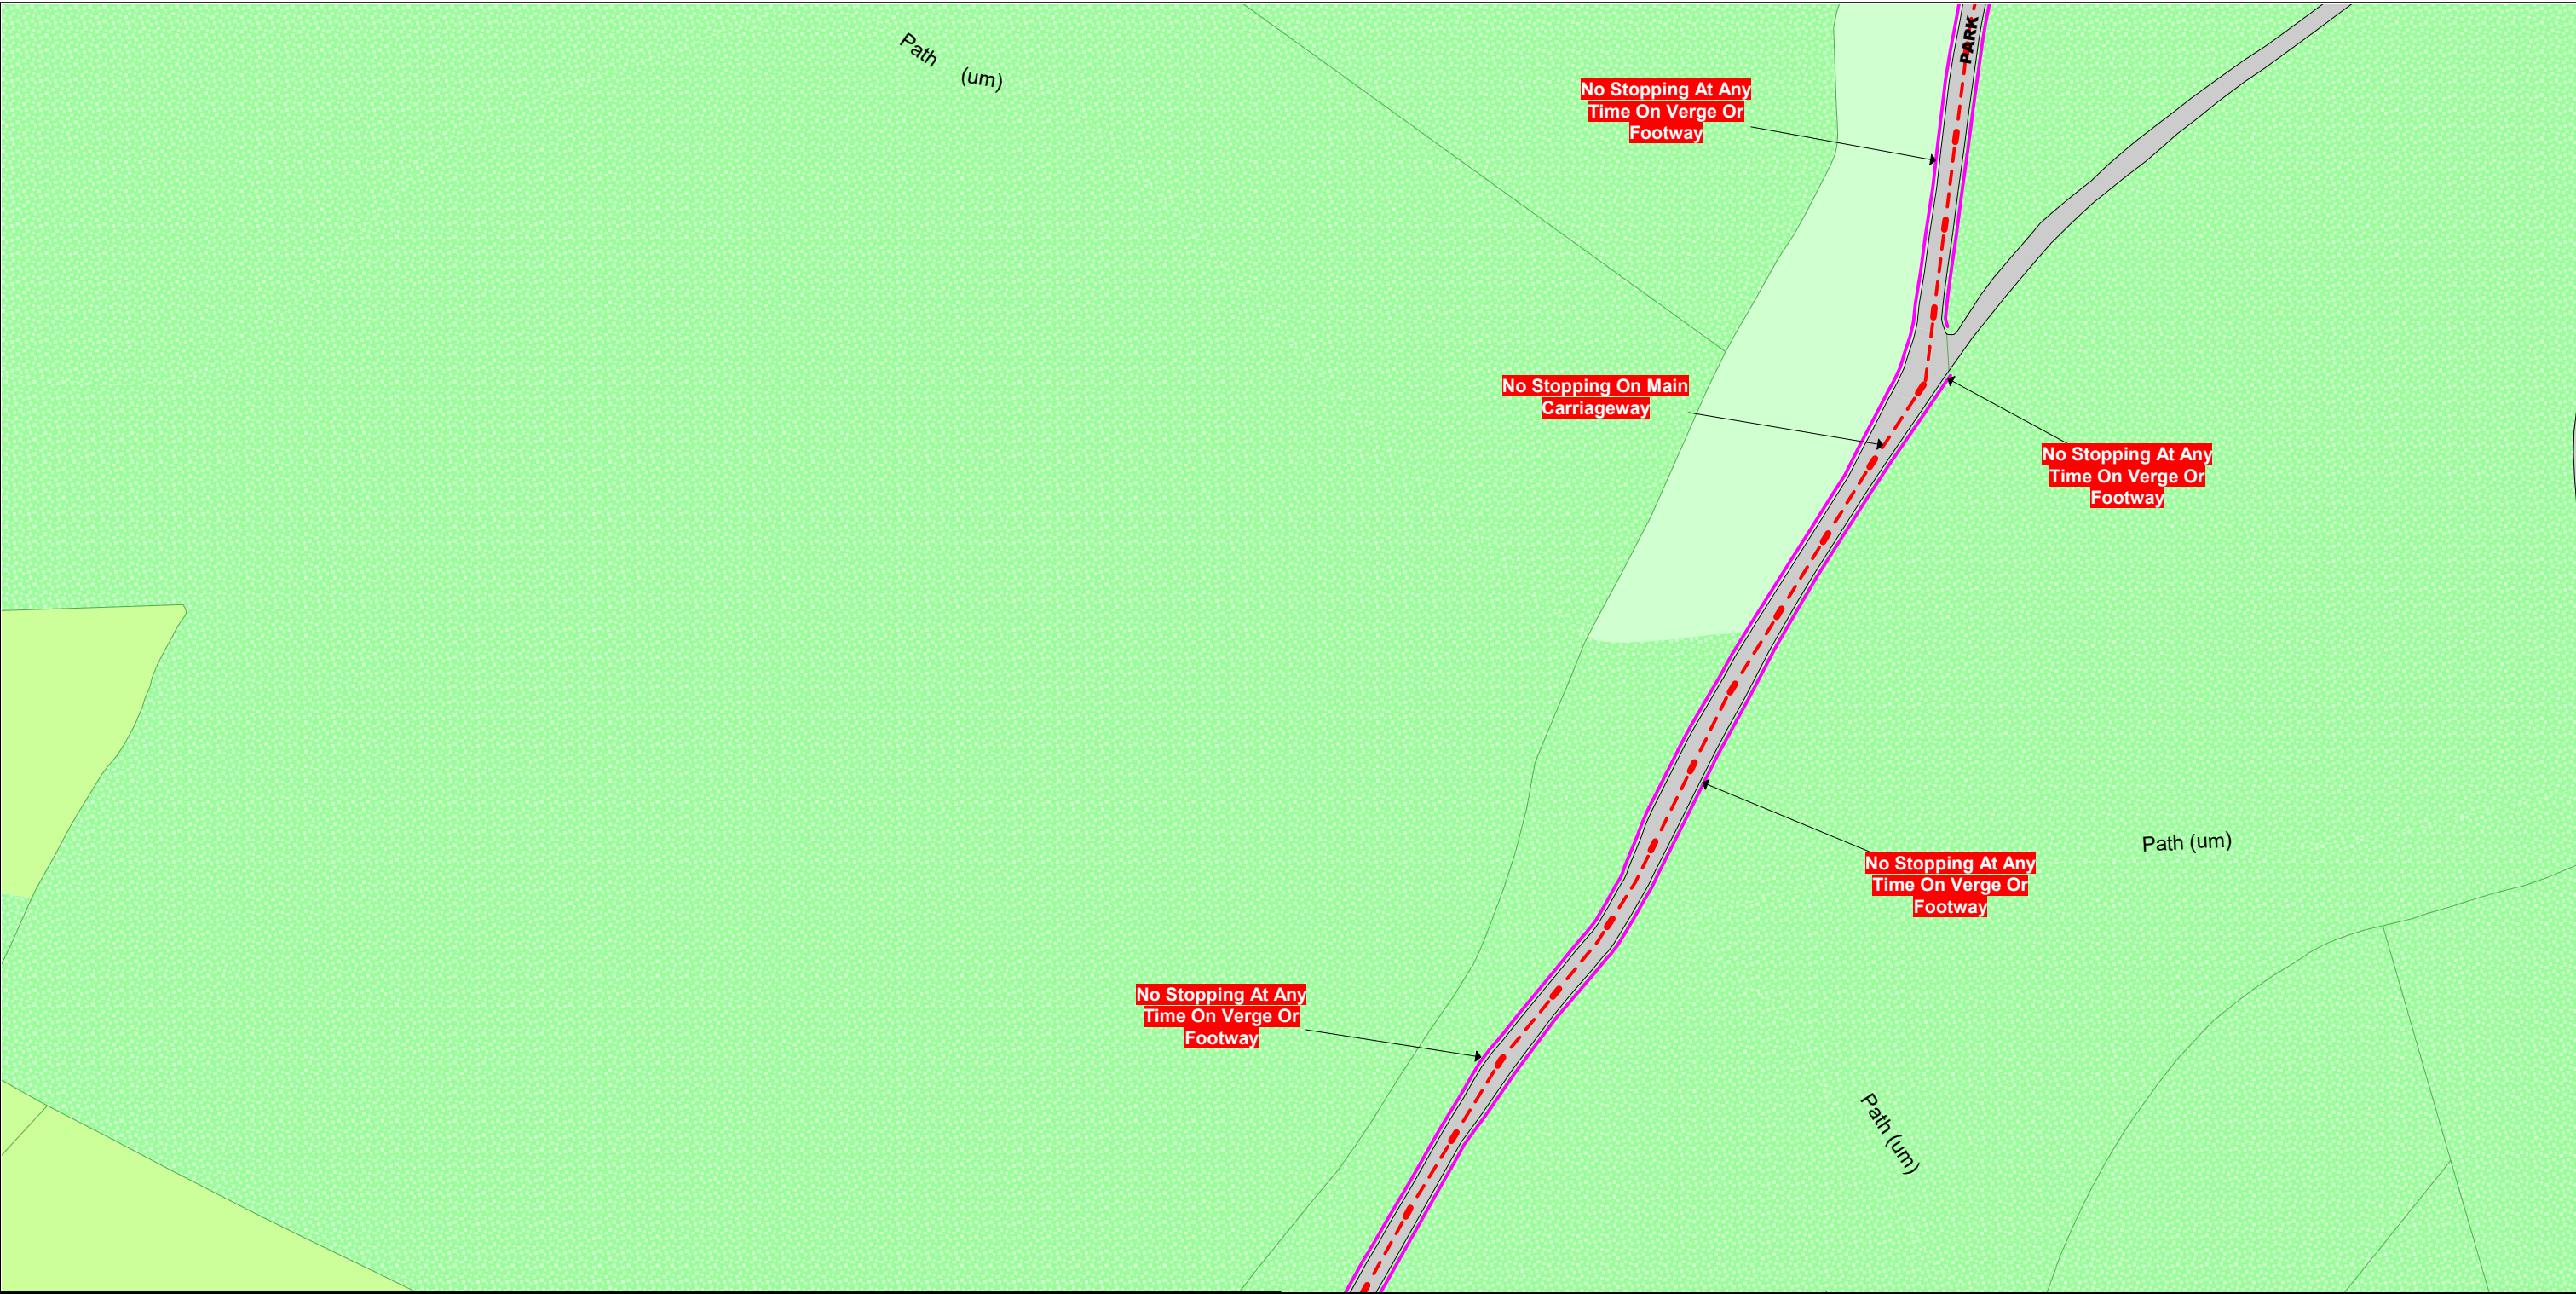 Path (um)
PARK
No Stopping At Any
Time On Verge Or
Footway
No Stopping On Main
Carriageway
No Stopping At Any
Time On Verge Or
Footway
Path (um)
No Stopping At Any
Time On Verge Or
Footway
No Stopping At Any
Time On Verge Or
Footway
Path (um)